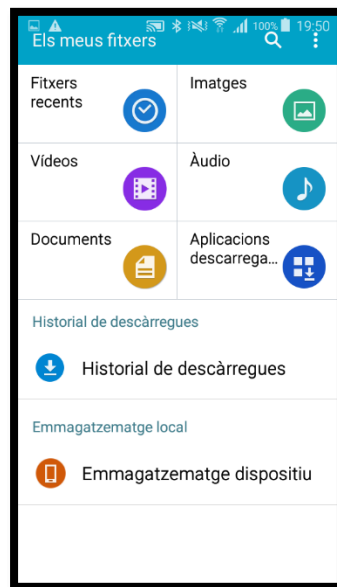 100% 19:50
Els meus fitxers
Fitxers
recents
Imatges
Vídeos
Àudio
Documents
Aplicacions
descarrega...
Historial de descàrregues
Historial de descàrregues
Emmagatzematge local
Emmagatzematge dispositiu